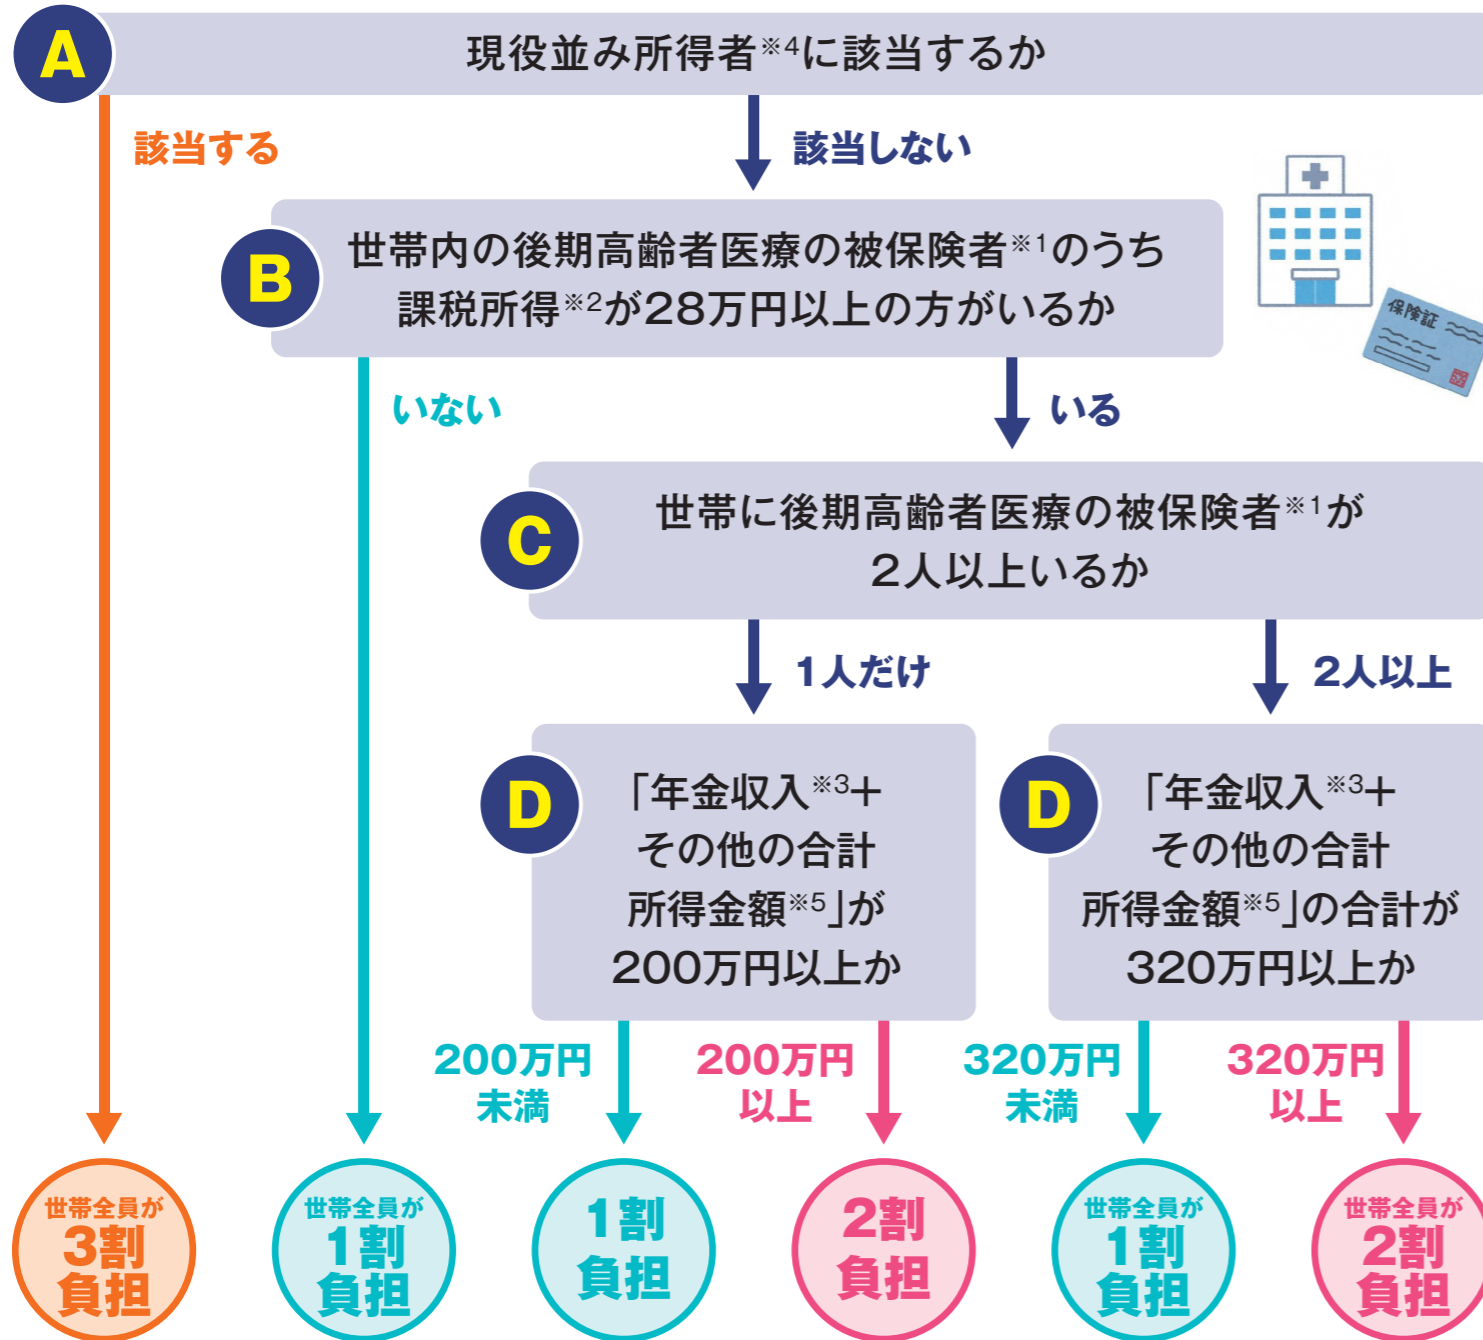 A
現役並み所得者※4に該当するか
該当する
該当しない
B
世帯内の後期高齢者医療の被保険者※1のうち
課税所得※2が28万円以上の方がいるか
保険証
いない
いる
C
世帯に後期高齢者医療の被保険者※1が
2人以上いるか
1人だけ
2人以上
D
「年金収入※3＋
その他の合計
所得金額※5」が
200万円以上か
D
「年金収入※3＋
その他の合計
所得金額※5」の合計が
320万円以上か
200万円
未満
200万円
以上
320万円
未満
320万円
以上
世帯全員が
3割
負担
世帯全員が
1割
負担
1割
負担
2割
負担
世帯全員が
1割
負担
世帯全員が
2割
負担